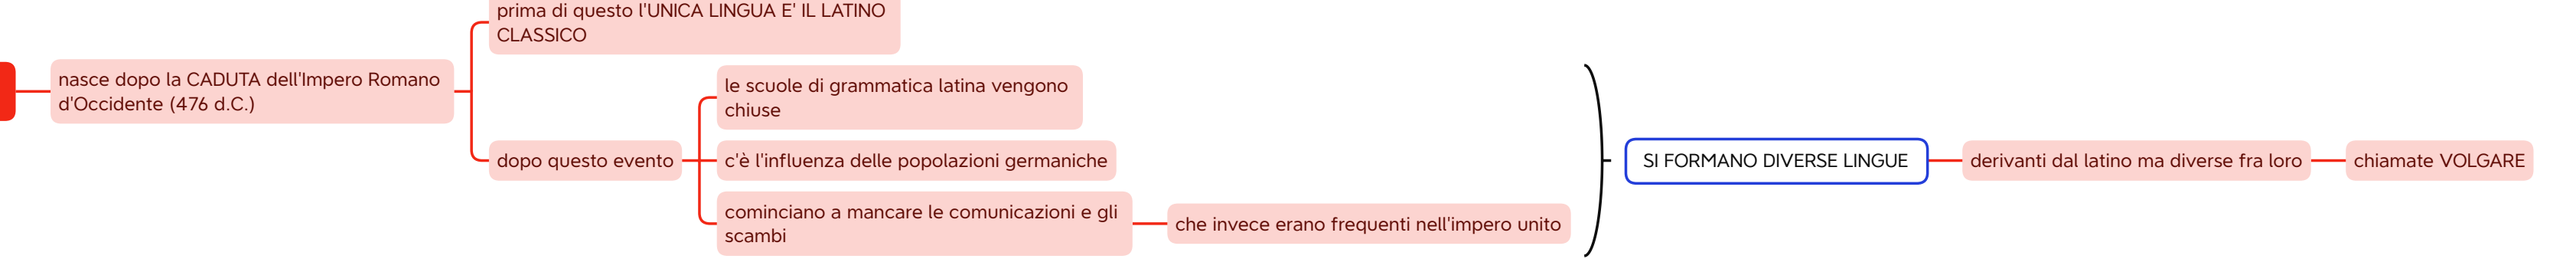 prima di questo l'UNICA LINGUA E' IL LATINO
CLASSICO
nasce dopo la CADUTA dell'Impero Romano
d'Occidente (476 d.C.)
le scuole di grammatica latina vengono
chiuse
dopo questo evento
c'è l'influenza delle popolazioni germaniche
cominciano a mancare le comunicazioni e gli
scambi
che invece erano frequenti nell'impero unito
SI FORMANO DIVERSE LINGUE
derivanti dal latino ma diverse fra loro
chiamate VOLGARE